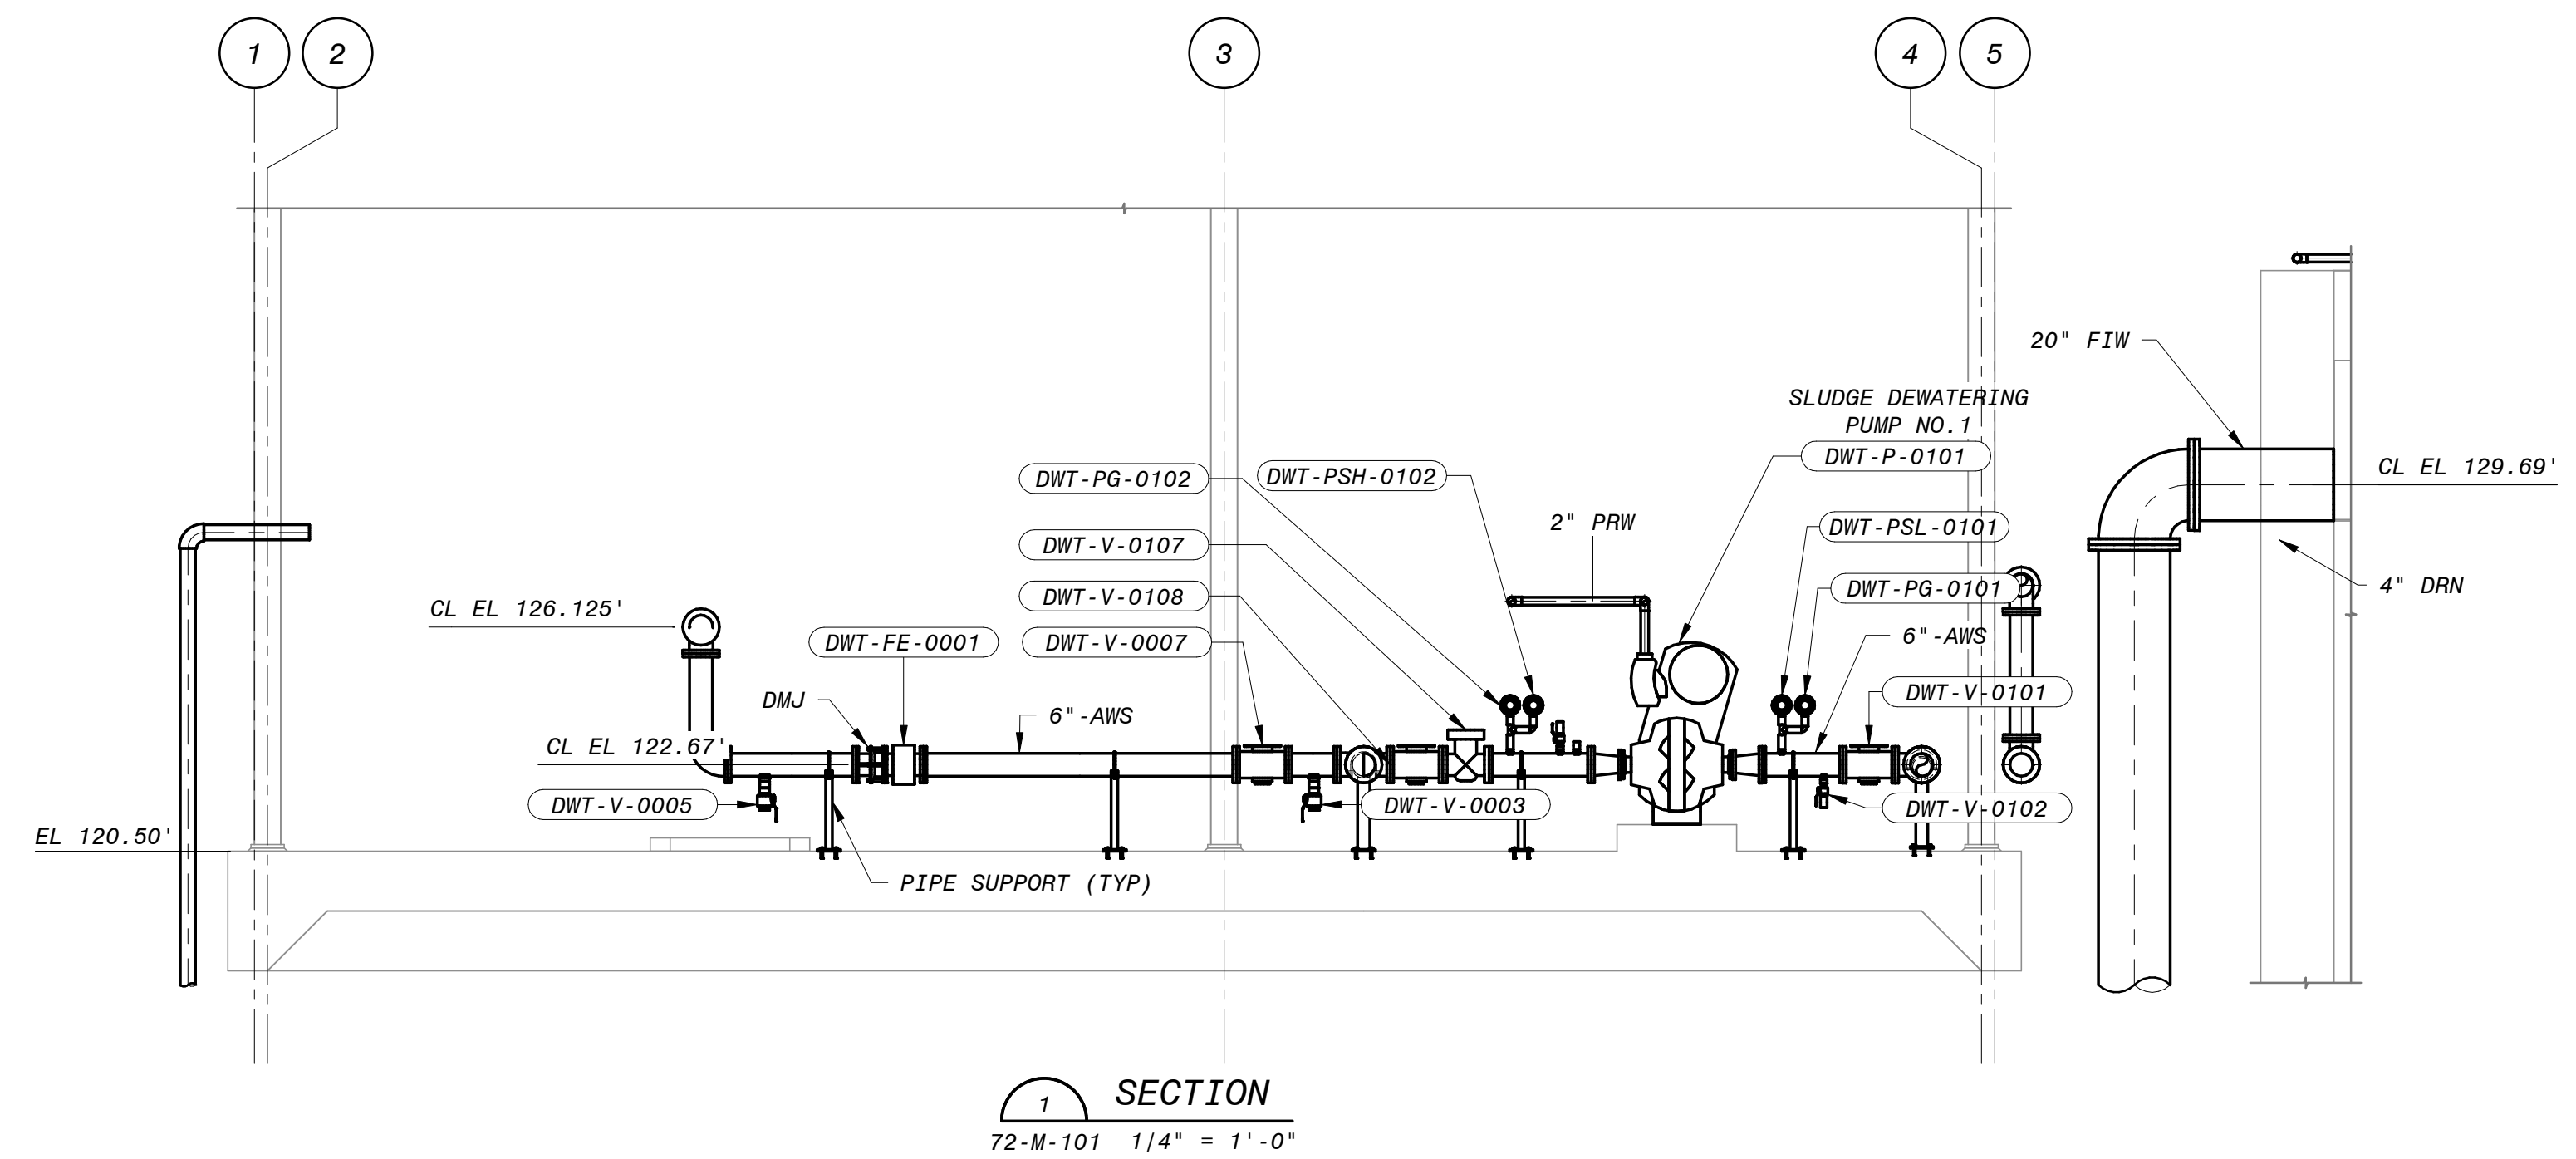 1
2
3
4
5
20" FIW
SLUDGE DEWATERING
PUMP NO.1
DWT-P-0101
CL EL 129.69'
DWT-PG-0102
DWT-PSH-0102
2" PRW
DWT-PSL-0101
DWT-V-0107
DWT-PG-0101
4" DRN
DWT-V-0108
CL EL 126.125'
DWT-FE-0001
DWT-V-0007
6"-AWS
DMJ
6"-AWS
DWT-V-0101
CL EL 122.67'
DWT-V-0005
DWT-V-0003
DWT-V-0102
EL 120.50'
PIPE SUPPORT (TYP)
1
SECTION
72-M-101
1/4" = 1'-0"